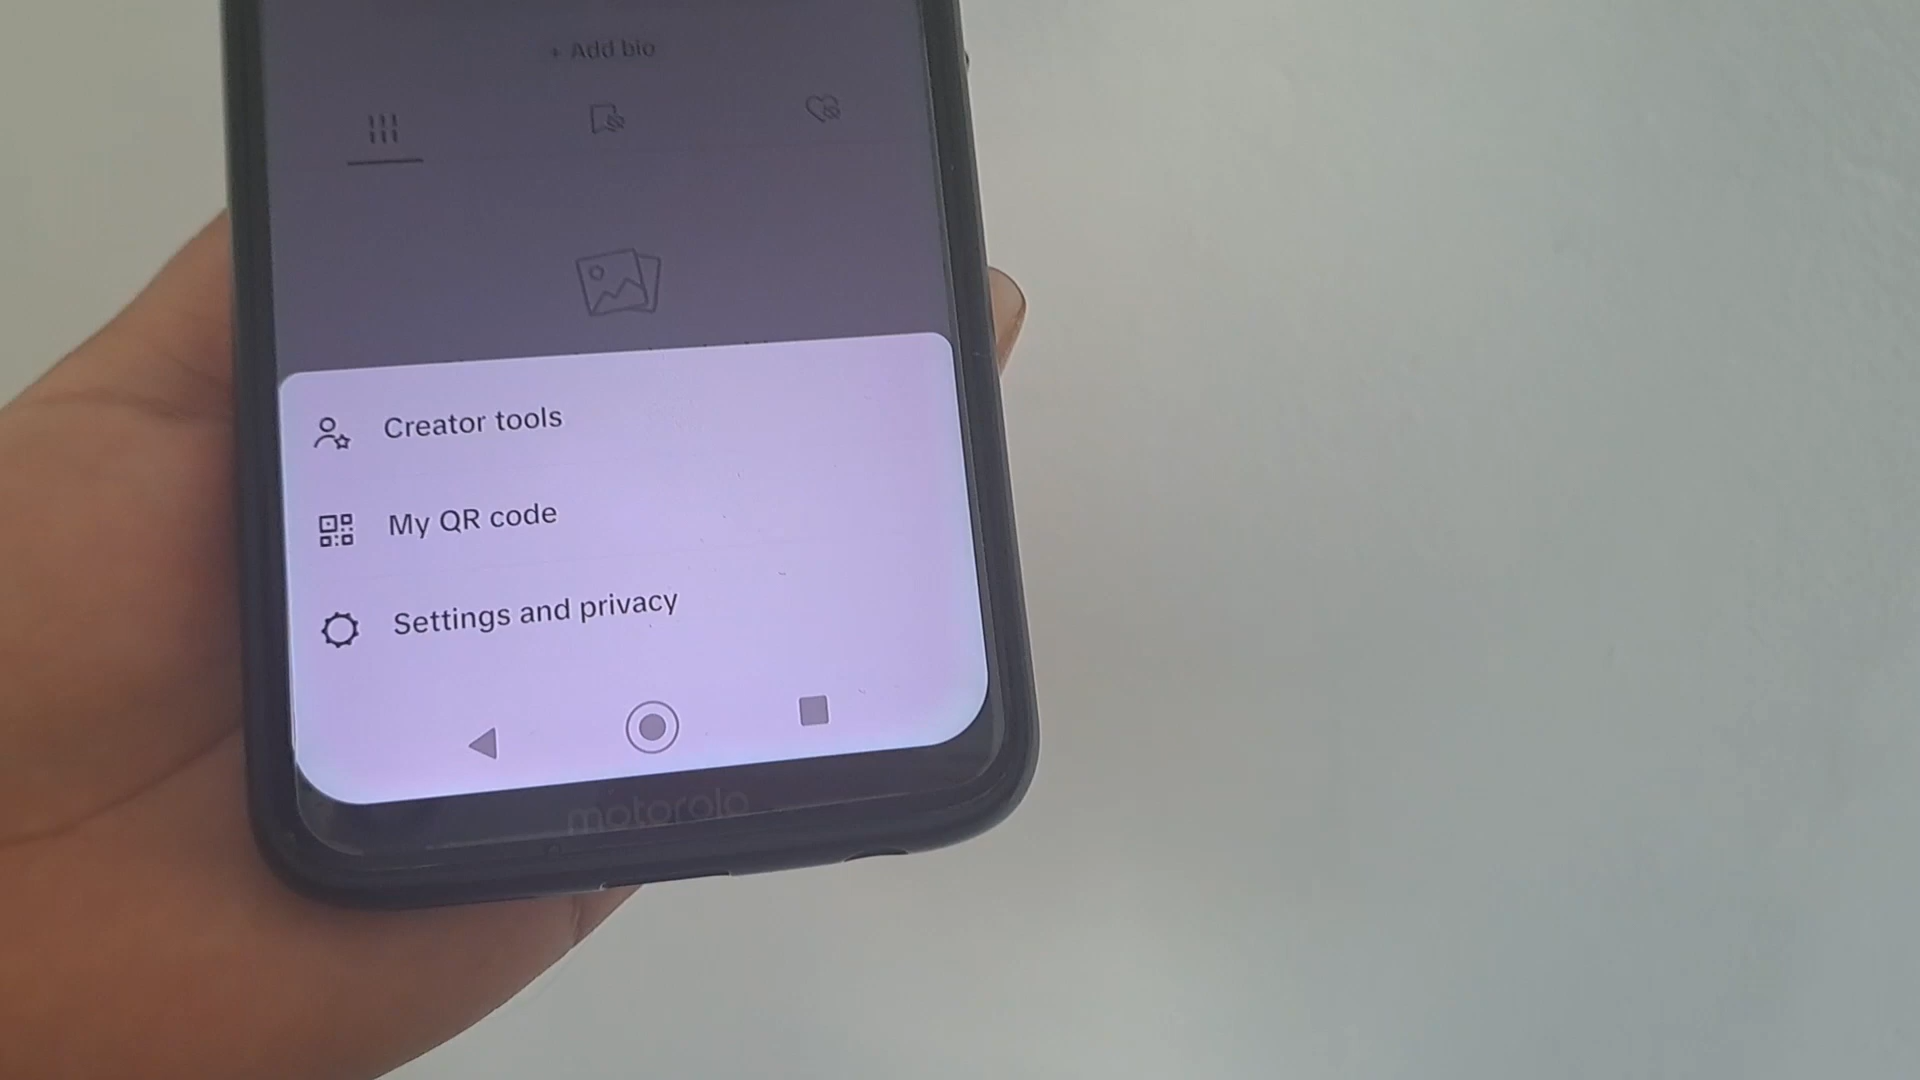 + Add bio
Creator tools
My QR code
Settings and privacy
motorola